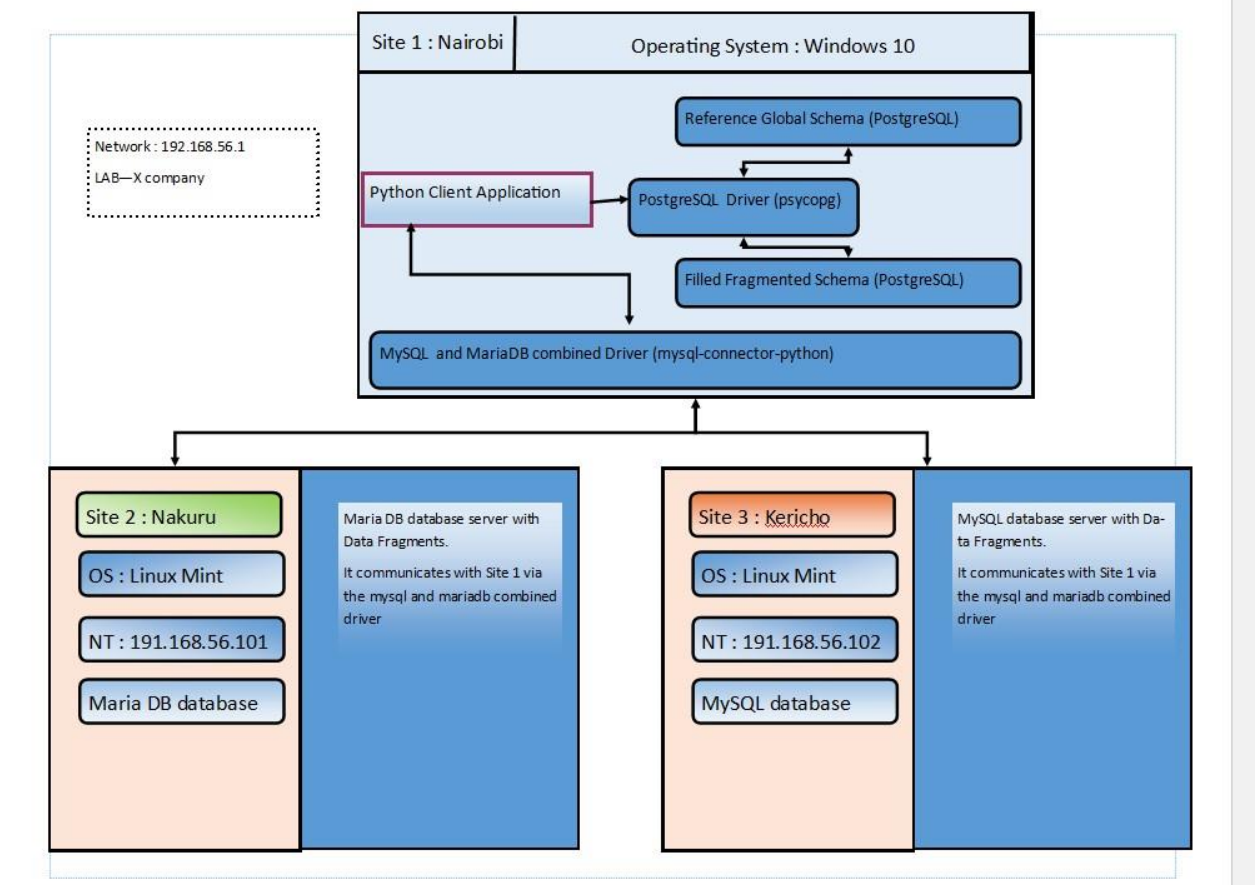 Site 1 : Nairobi
Operating System : Windows 10
Network : 192.168.56.1
LAB—X company
Reference Global Schema (PostgreSQL)
Python Client Application
PostgreSQL Driver (psycopg)
Filled Fragmented Schema (PostgreSQL)
MySQL and MariaDB combined Driver (mysql-connector-python)
Site 2 : Nakuru
OS : Linux Mint
NT : 191.168.56.101
Maria DB database
Maria DB database server with
Data Fragments.
It communicates with Site 1 via
the mysql and mariadb combined
driver
Site 3 : Kericho
OS : Linux Mint
NT : 191.168.56.102
MySQL database
MySQL database server with Da-
ta Fragments.
It communicates with Site 1 via
the mysql and mariadb combined
driver